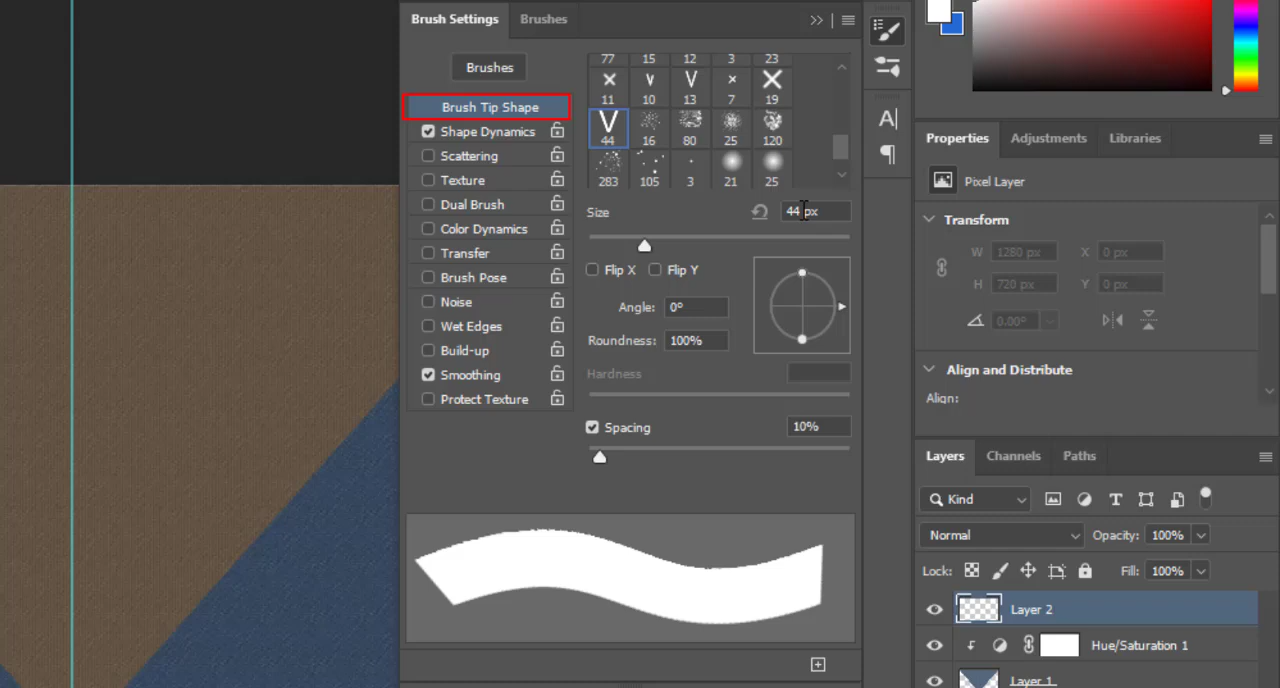 Brush Settings Brushes
Brushes
Brush Tip Shape
Shape Dynamics
Scattering
Texture
Dual Brush
Color Dynamics
Transfer
Brush Pose
Noise
Wet Edges
Build-up
Smoothing
Protect Texture
77 15 12 3 23
11 10 13 7 19
44 16 80 25 120
283 105 3 21 25
Size 44 px
Flip X Flip Y
Angle: 0°
Roundness: 100%
Hardness
Spacing 10%
A|
Properties Adjustments Libraries
Pixel Layer
Transform
W 1280 px X 0 px
H 720 px Y 0 px
0.00°
Align and Distribute
Align:
Layers Channels Paths
Kind
Normal Opacity: 100%
Lock: Fill: 100%
Layer 2
Hue/Saturation 1
Layer 1